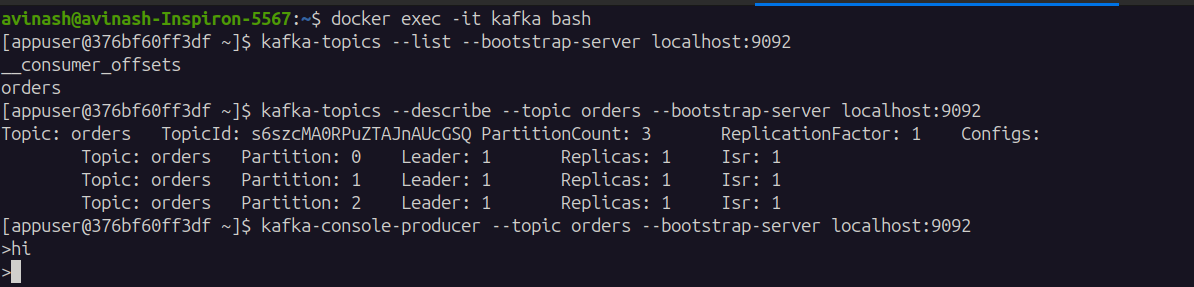 avinash@avinash-Inspiron-5567:~$ docker exec -it kafka bash
[appuser@376bf60ff3df ~]$ kafka-topics --list --bootstrap-server localhost:9092
__consumer_offsets
orders
[appuser@376bf60ff3df ~]$ kafka-topics --describe --topic orders --bootstrap-server localhost:9092
Topic: orders	TopicId: s6szcMA0RPuZTAJnAUcGSQ PartitionCount: 3	ReplicationFactor: 1	Configs:
	Topic: orders	Partition: 0	Leader: 1	Replicas: 1	Isr: 1
	Topic: orders	Partition: 1	Leader: 1	Replicas: 1	Isr: 1
	Topic: orders	Partition: 2	Leader: 1	Replicas: 1	Isr: 1
[appuser@376bf60ff3df ~]$ kafka-console-producer --topic orders --bootstrap-server localhost:9092
>hi
>